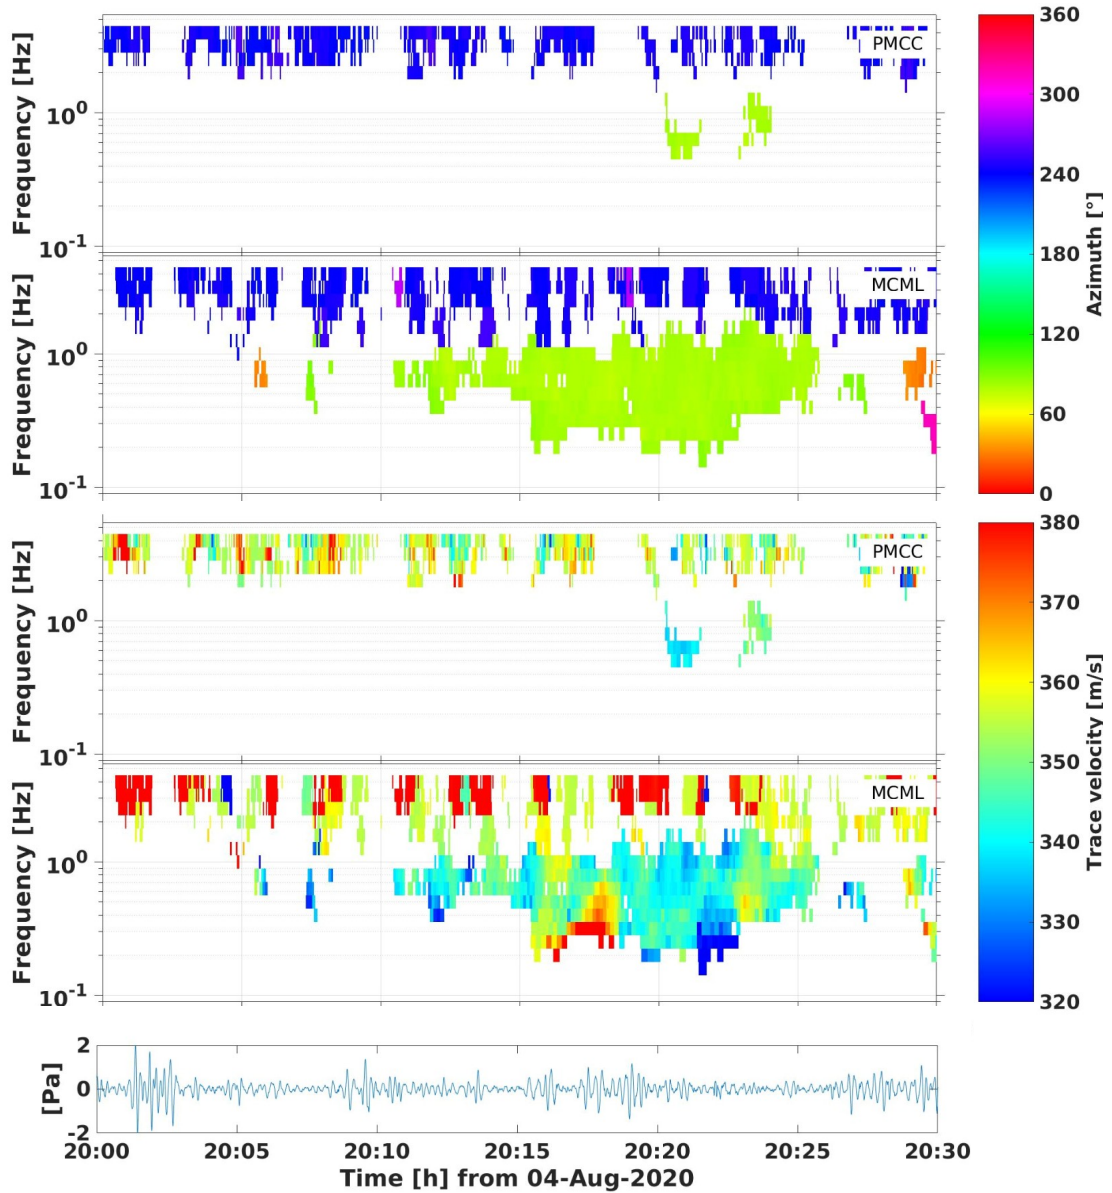 Frequency [Hz]
10⁰
10⁻¹
PMCC
Frequency [Hz]
10⁰
10⁻¹
MCML
360
300
240
180
120
60
0
Azimuth [°]
Frequency [Hz]
10⁰
10⁻¹
PMCC
Frequency [Hz]
10⁰
10⁻¹
MCML
380
370
360
350
340
330
320
Trace velocity [m/s]
[Pa]
2
0
-2
20:00 20:05 20:10 20:15 20:20 20:25 20:30
Time [h] from 04-Aug-2020